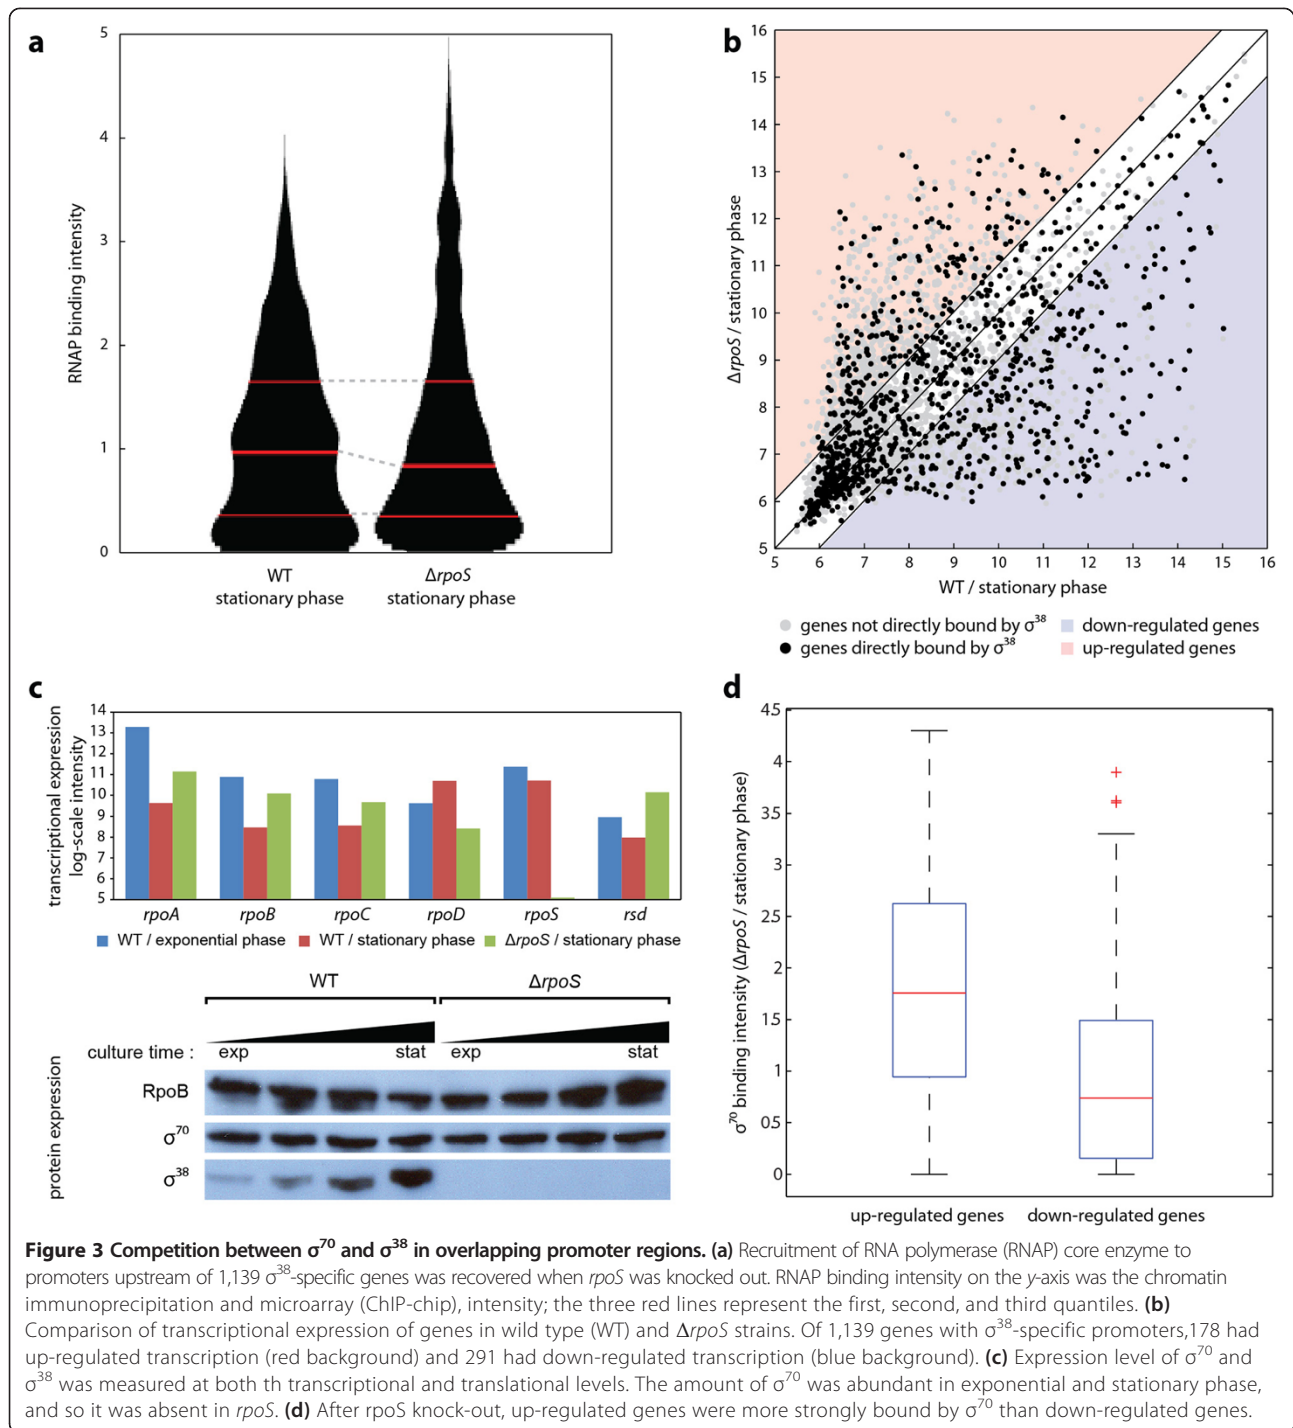 a
5
4
3
2
1
0
RNAP binding intensity
WT
stationary phase
ΔrpoS
stationary phase
b
16
15
14
13
12
11
10
9
8
7
6
5
ΔrpoS / stationary phase
5 6 7 8 9 10 11 12 13 14 15 16
WT / stationary phase
genes not directly bound by σ38
down-regulated genes
genes directly bound by σ38
up-regulated genes
c
transcriptional expression
log-scale intensity
14
13
12
11
10
9
8
7
6
5
rpoA rpoB rpoC rpoD rpoS rsd
WT / exponential phase WT / stationary phase ΔrpoS / stationary phase
WT ΔrpoS
culture time : exp stat exp stat
protein expression
RpoB
σ70
σ38
d
σ70 binding intensity (ΔrpoS / stationary phase)
45
4
3.5
3
2.5
2
1.5
1
05
0
up-regulated genes down-regulated genes
Figure 3 Competition between σ70 and σ38 in overlapping promoter regions. (a) Recruitment of RNA polymerase (RNAP) core enzyme to
promoters upstream of 1,139 σ38-specific genes was recovered when rpoS was knocked out. RNAP binding intensity on the y-axis was the chromatin
immunoprecipitation and microarray (ChIP-chip), intensity; the three red lines represent the first, second, and third quantiles. (b)
Comparison of transcriptional expression of genes in wild type (WT) and ΔrpoS strains. Of 1,139 genes with σ38-specific promoters,178 had
up-regulated transcription (red background) and 291 had down-regulated transcription (blue background). (c) Expression level of σ70 and
σ38 was measured at both th transcriptional and translational levels. The amount of σ70 was abundant in exponential and stationary phase,
and so it was absent in rpoS. (d) After rpoS knock-out, up-regulated genes were more strongly bound by σ70 than down-regulated genes.